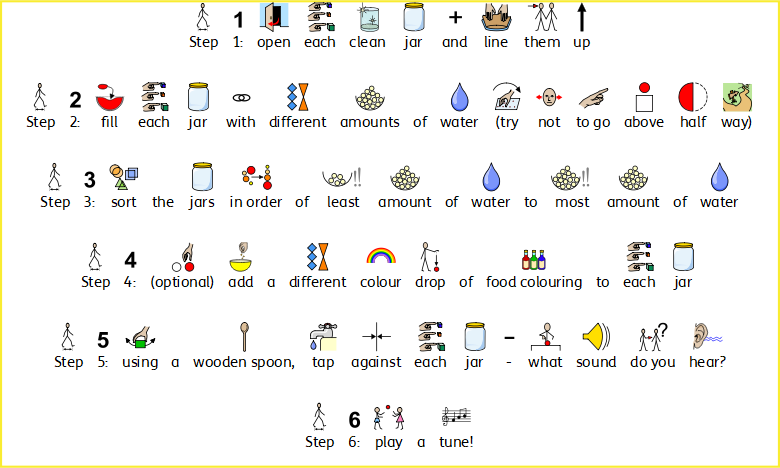 Step 1: open each clean jar and line them up
Step 2: fill each jar with different amounts of water (try not to go above half way)
Step 3: sort the jars in order of least amount of water to most amount of water
Step 4: (optional) add a different colour drop of food colouring to each jar
Step 5: using a wooden spoon, tap against each jar - what sound do you hear?
Step 6: play a tune!